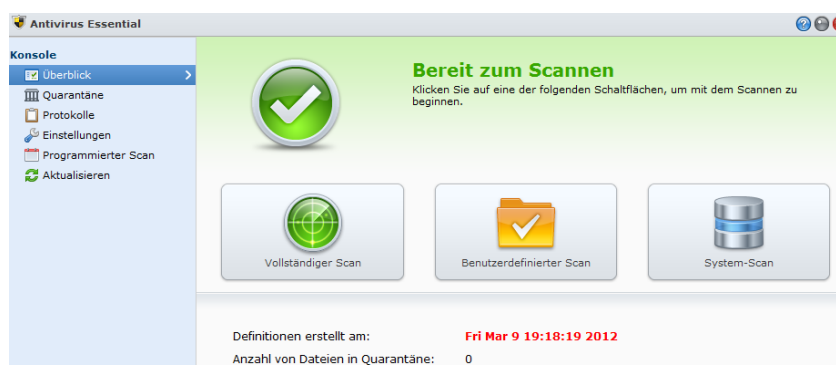 Antivirus Essential
Konsole
Überblick
Quarantäne
Protokolle
Einstellungen
Programmierter Scan
Aktualisieren
Bereit zum Scannen
Klicken Sie auf eine der folgenden Schaltflächen, um mit dem Scannen zu
beginnen.
Vollständiger Scan
Benutzerdefinierter Scan
System-Scan
Definitionen erstellt am: Fri Mar 9 19:18:19 2012
Anzahl von Dateien in Quarantäne: 0